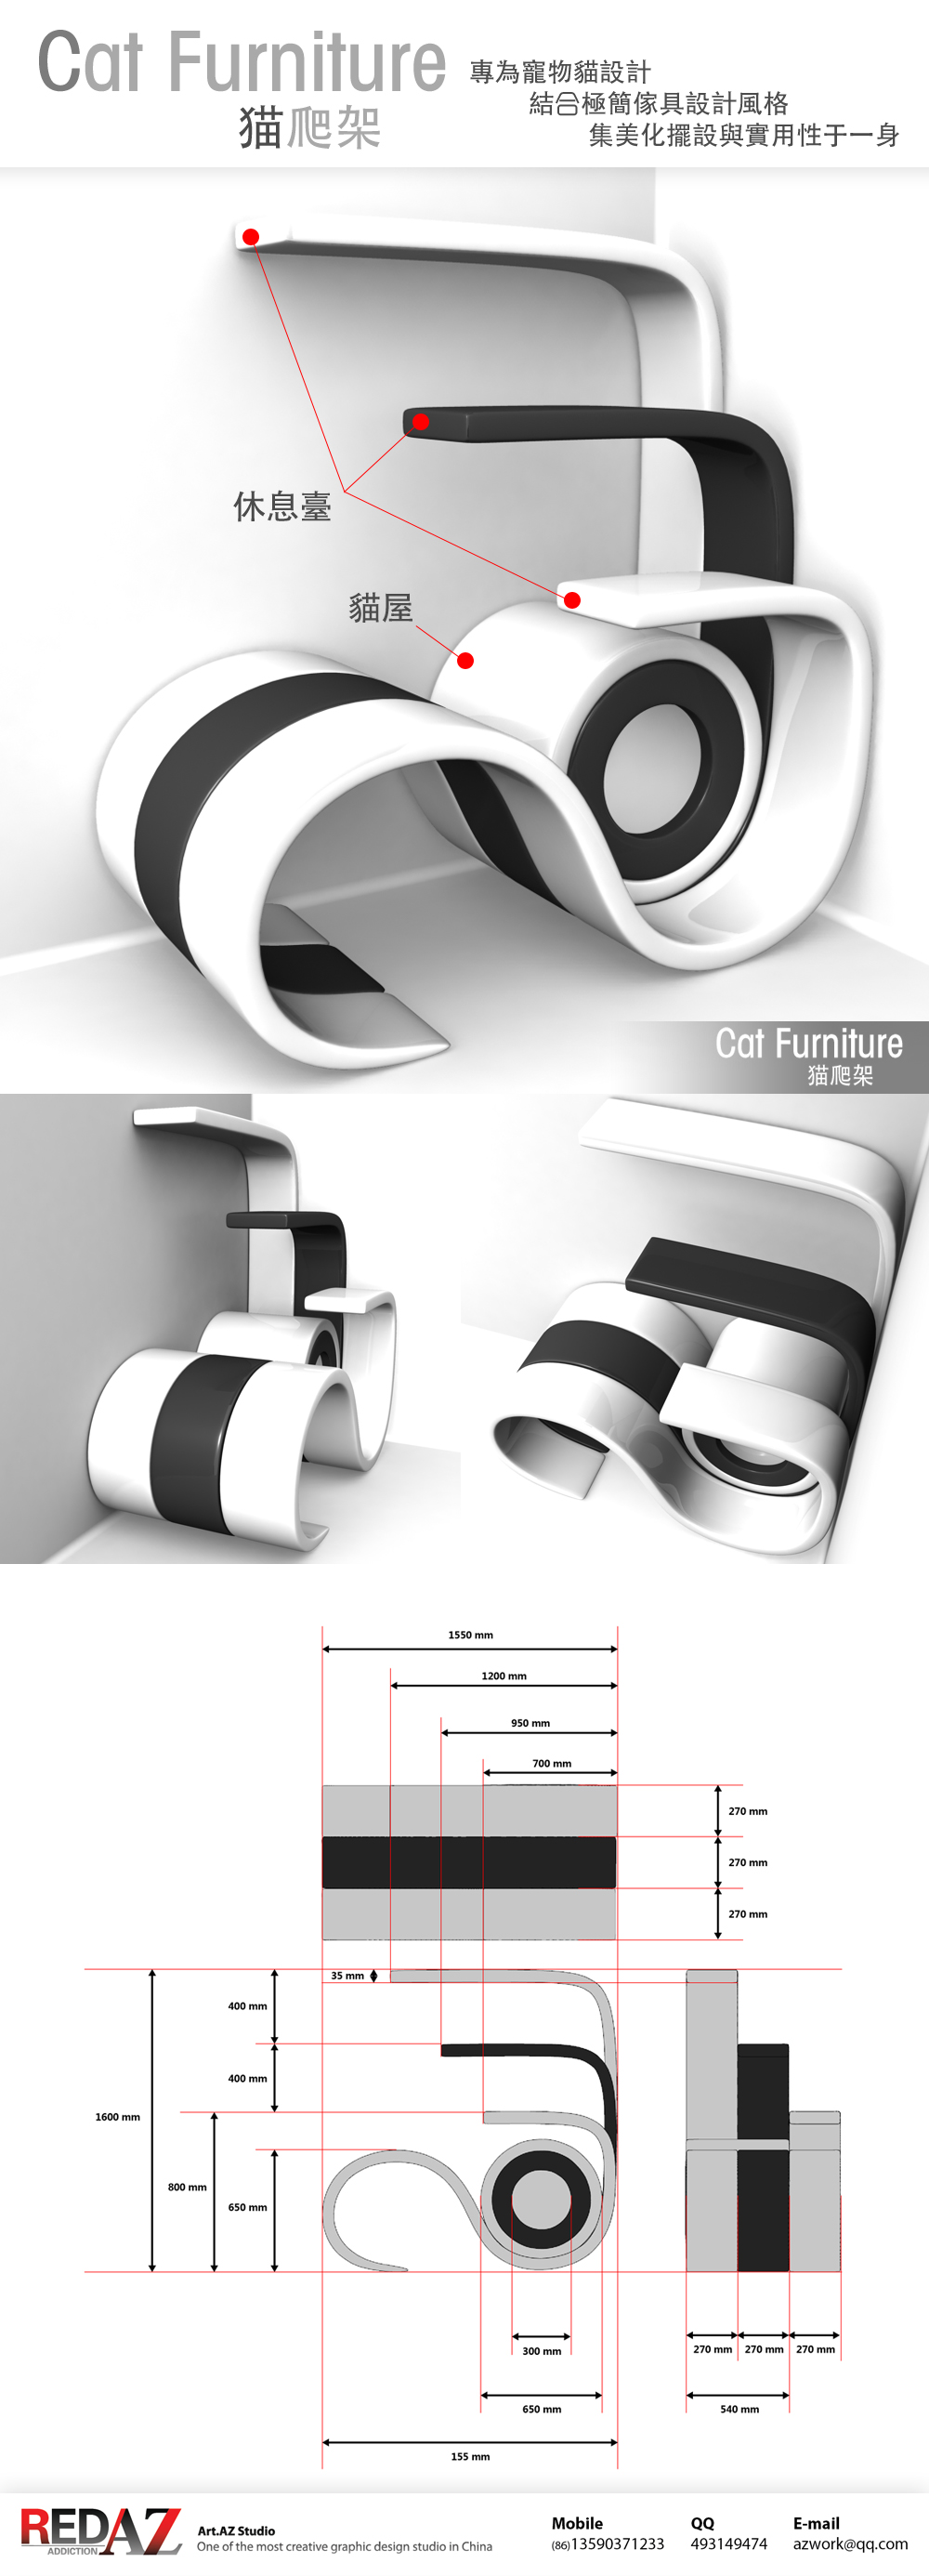 Cat Furniture
猫爬架
專為寵物貓設計
結合極簡傢具設計風格
集美化擺設與實用性于一身
休息臺
貓屋
Cat Furniture
猫爬架
1550 mm
1200 mm
950 mm
700 mm
270 mm
270 mm
270 mm
35 mm
400 mm
400 mm
1600 mm
800 mm
650 mm
300 mm
650 mm
155 mm
270 mm 270 mm 270 mm
540 mm
REDAZ
ADDICTION
Art.AZ Studio
One of the most creative graphic design studio in China
Mobile
(86)13590371233
QQ
493149474
E-mail
azwork@qq.com